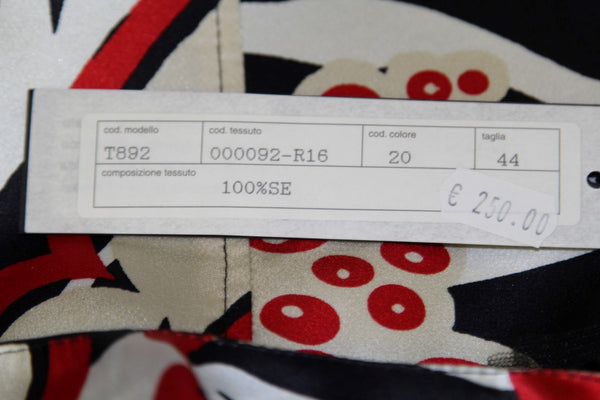 cod. modello cod. tessuto cod. colore taglia
T892 000092-R16 20 44
composizione tessuto
100%SE
€ 250.00